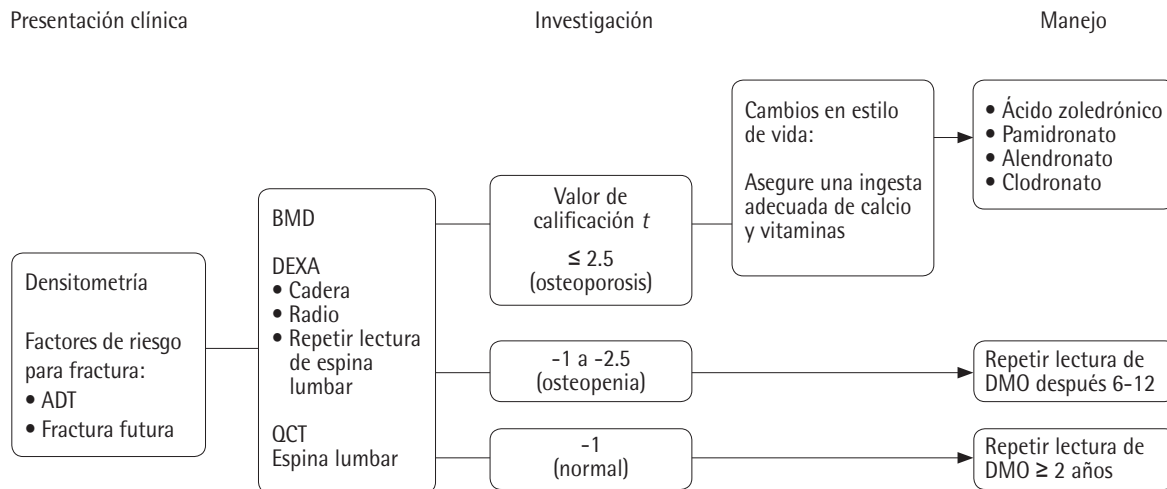 Presentación clínica
Investigación
Manejo
Densitometría
Factores de riesgo
para fractura:
• ADT
• Fractura futura
BMD
DEXA
• Cadera
• Radio
• Repetir lectura
de espina
lumbar
QCT
Espina lumbar
Valor de
calificación t
≤ 2.5
(osteoporosis)
-1 a -2.5
(osteopenia)
-1
(normal)
Cambios en estilo
de vida:
Asegure una ingesta
adecuada de calcio
y vitaminas
• Ácido zoledrónico
• Pamidronato
• Alendronato
• Clodronato
Repetir lectura de
DMO después 6-12
Repetir lectura de
DMO ≥ 2 años